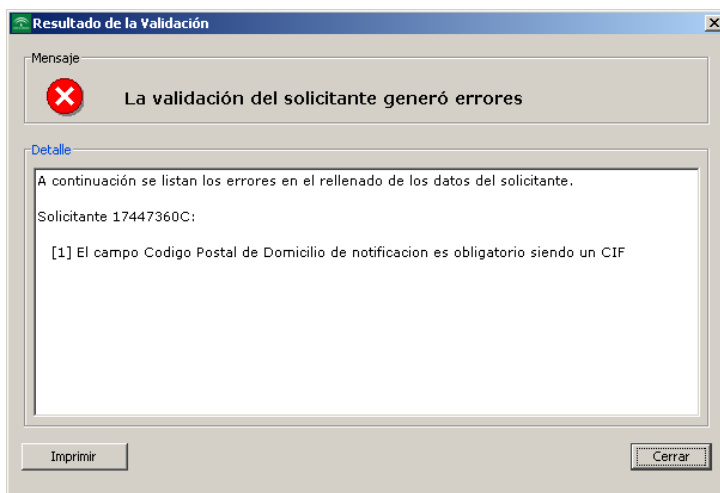 Resultado de la Validación
Mensaje
La validación del solicitante generó errores
Detalle
A continuación se listan los errores en el rellenado de los datos del solicitante.
Solicitante 17447360C:
[1] El campo Codigo Postal de Domicilio de notificacion es obligatorio siendo un CIF
Imprimir
Cerrar